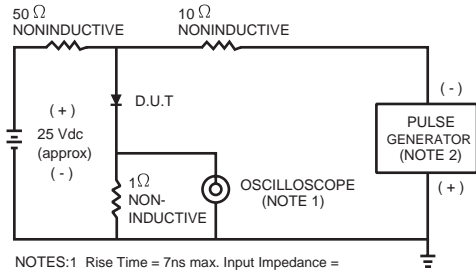 50 Ω
NONINDUCTIVE
10 Ω
NONINDUCTIVE
( + )
25 Vdc
(approx)
( - )
D.U.T
1Ω
NON-
INDUCTIVE
OSCILLOSCOPE
(NOTE 1)
( - )
PULSE
GENERATOR
(NOTE 2)
( + )
NOTES:1 Rise Time = 7ns max. Input Impedance =